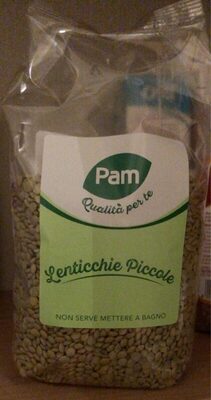 Pam
Qualità per te
Lenticchie Piccole
NON SERVE METTERE A BAGNO